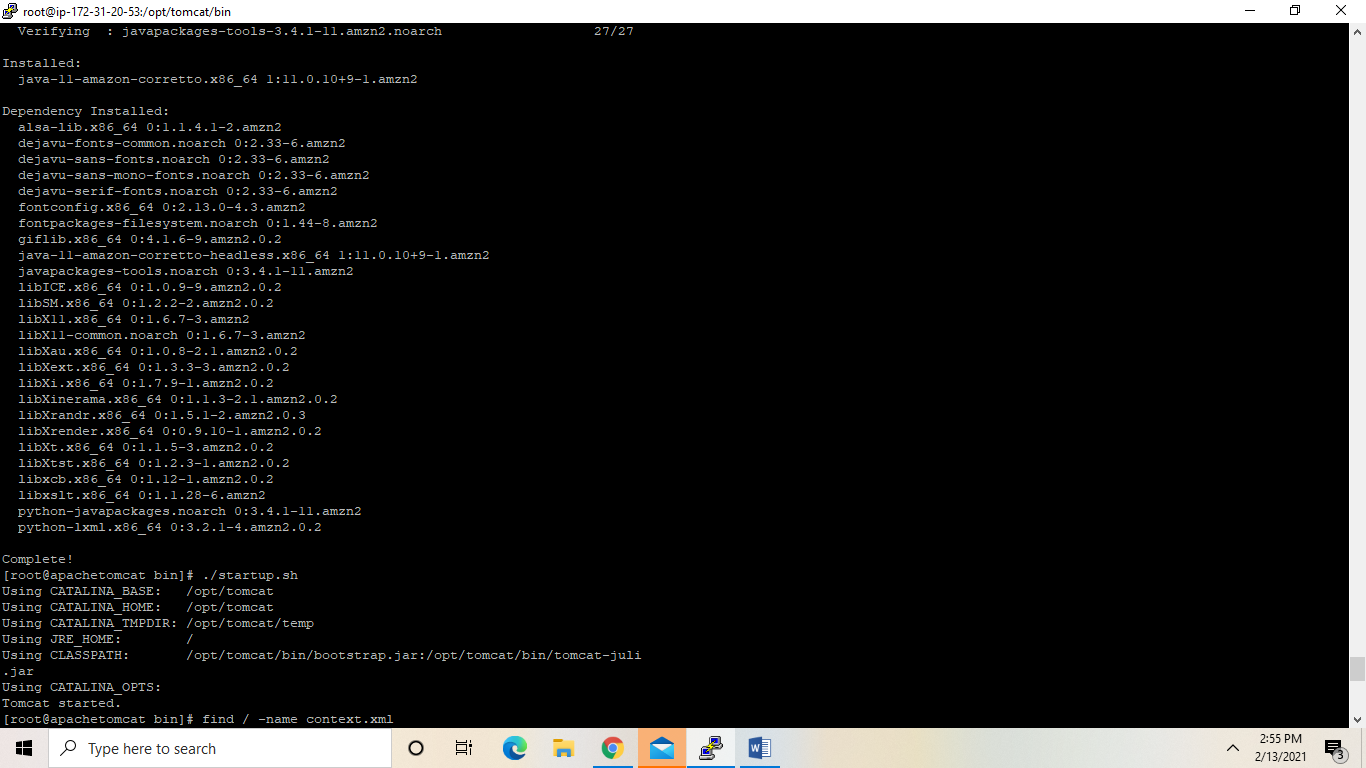 root@ip-172-31-20-53:/opt/tomcat/bin
Verifying : javapackages-tools-3.4.1-11.amzn2.noarch 27/27
Installed:
java-11-amazon-corretto.x86_64 1:11.0.10+9-1.amzn2
Dependency Installed:
alsa-lib.x86_64 0:1.1.4.1-2.amzn2
dejavu-fonts-common.noarch 0:2.33-6.amzn2
dejavu-sans-fonts.noarch 0:2.33-6.amzn2
dejavu-sans-mono-fonts.noarch 0:2.33-6.amzn2
dejavu-serif-fonts.noarch 0:2.33-6.amzn2
fontconfig.x86_64 0:2.13.0-4.3.amzn2
fontpackages-filesystem.noarch 0:1.44-8.amzn2
giflib.x86_64 0:4.1.6-9.amzn2.0.2
java-11-amazon-corretto-headless.x86_64 1:11.0.10+9-1.amzn2
javapackages-tools.noarch 0:3.4.1-11.amzn2
libICE.x86_64 0:1.0.9-9.amzn2.0.2
libSM.x86_64 0:1.2.2-2.amzn2.0.2
libX11.x86_64 0:1.6.7-3.amzn2
libX11-common.noarch 0:1.6.7-3.amzn2
libXau.x86_64 0:1.0.8-2.1.amzn2.0.2
libXext.x86_64 0:1.3.3-3.amzn2.0.2
libXi.x86_64 0:1.7.9-1.amzn2.0.2
libXinerama.x86_64 0:1.1.3-2.1.amzn2.0.2
libXrandr.x86_64 0:1.5.1-2.amzn2.0.3
libXrender.x86_64 0:0.9.10-1.amzn2.0.2
libXt.x86_64 0:1.1.5-3.amzn2.0.2
libXtst.x86_64 0:1.2.3-1.amzn2.0.2
libxcb.x86_64 0:1.12-1.amzn2.0.2
libxslt.x86_64 0:1.1.28-6.amzn2
python-javapackages.noarch 0:3.4.1-11.amzn2
python-lxml.x86_64 0:3.2.1-4.amzn2.0.2
Complete!
[root@apachetomcat bin]# ./startup.sh
Using CATALINA_BASE: /opt/tomcat
Using CATALINA_HOME: /opt/tomcat
Using CATALINA_TMPDIR: /opt/tomcat/temp
Using JRE_HOME: /
Using CLASSPATH: /opt/tomcat/bin/bootstrap.jar:/opt/tomcat/bin/tomcat-juli
.jar
Using CATALINA_OPTS:
Tomcat started.
[root@apachetomcat bin]# find / -name context.xml
Type here to search
2:55 PM
2/13/2021
3